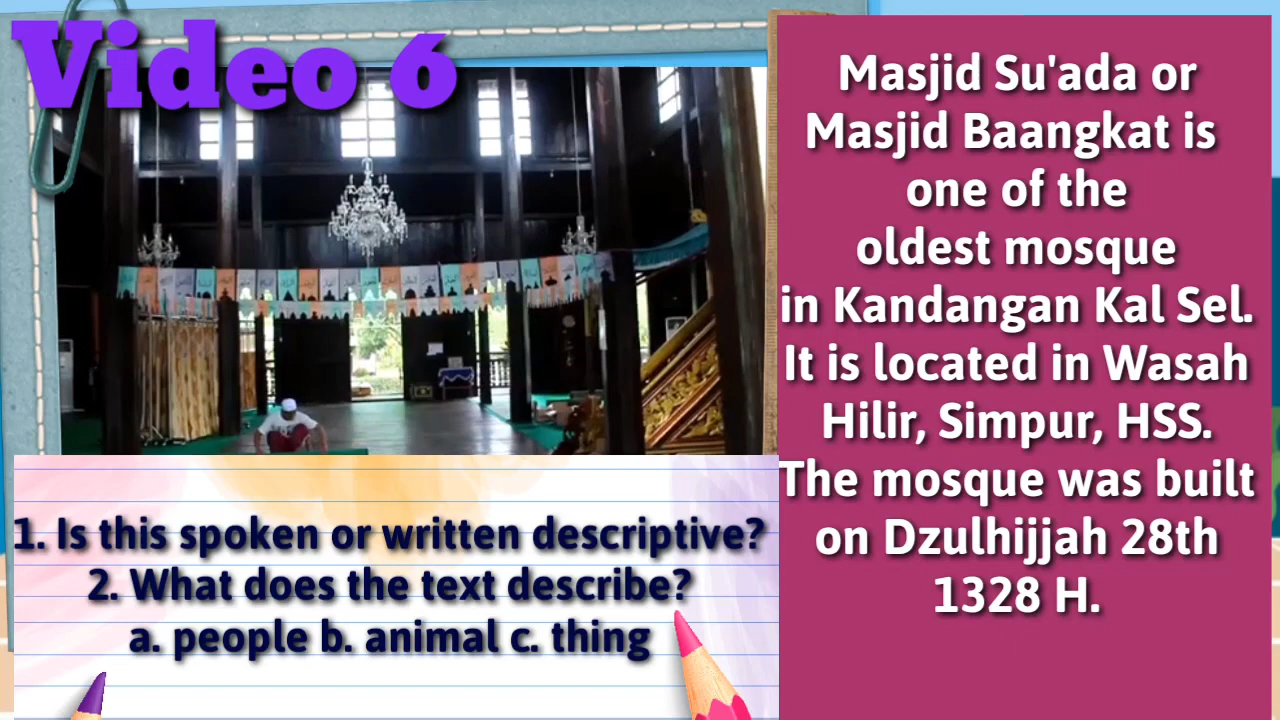 Video 6
Masjid Su'ada or
Masjid Baangkat is
one of the
oldest mosque
in Kandangan Kal Sel.
It is located in Wasah
Hilir, Simpur, HSS.
The mosque was built
on Dzulhijjah 28th
1328 H.
1. Is this spoken or written descriptive?
2. What does the text describe?
a. people b. animal c. thing